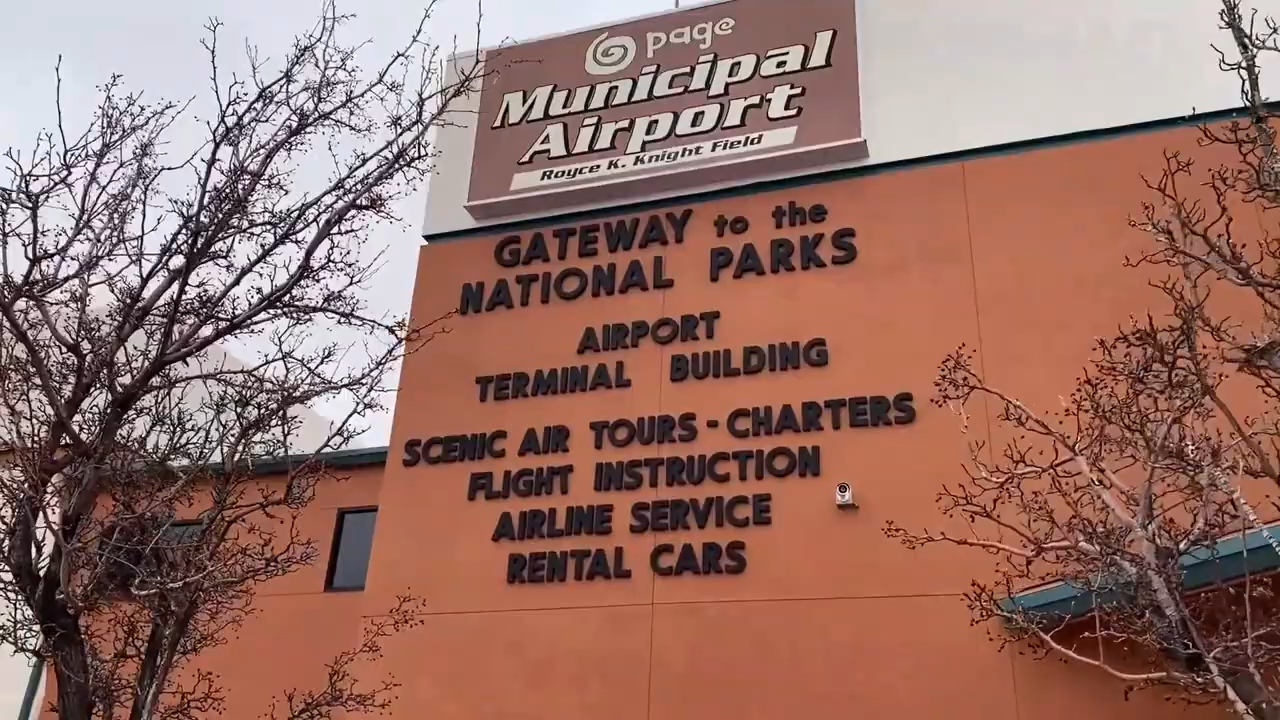 page
Municipal
Airport
Royce K. Knight Field
GATEWAY to the
NATIONAL PARKS
AIRPORT
TERMINAL BUILDING
SCENIC AIR TOURS - CHARTERS
FLIGHT INSTRUCTION
AIRLINE SERVICE
RENTAL CARS